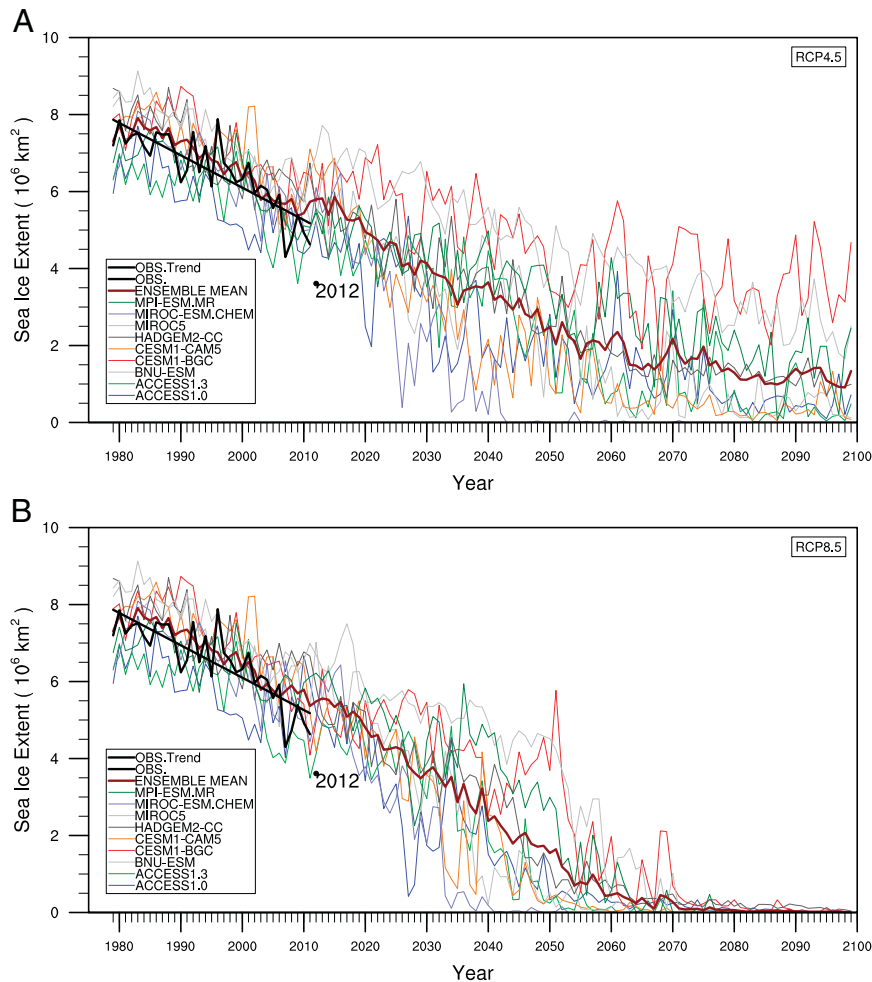 A
10
8
6
4
2
0
Sea Ice Extent ( 10⁶ km² )
RCP4.5
2012
OBS.Trend
OBS.
ENSEMBLE MEAN
MPI-ESM.MR
MIROC-ESM.CHEM
MIROC5
HADGEM2-CC
CESM1-CAM5
CESM1-BGC
BNU-ESM
ACCESS1.3
ACCESS1.0
1980 1990 2000 2010 2020 2030 2040 2050 2060 2070 2080 2090 2100
Year
B
10
8
6
4
2
0
Sea Ice Extent ( 10⁶ km² )
RCP8.5
2012
OBS.Trend
OBS.
ENSEMBLE MEAN
MPI-ESM.MR
MIROC-ESM.CHEM
MIROC5
HADGEM2-CC
CESM1-CAM5
CESM1-BGC
BNU-ESM
ACCESS1.3
ACCESS1.0
1980 1990 2000 2010 2020 2030 2040 2050 2060 2070 2080 2090 2100
Year